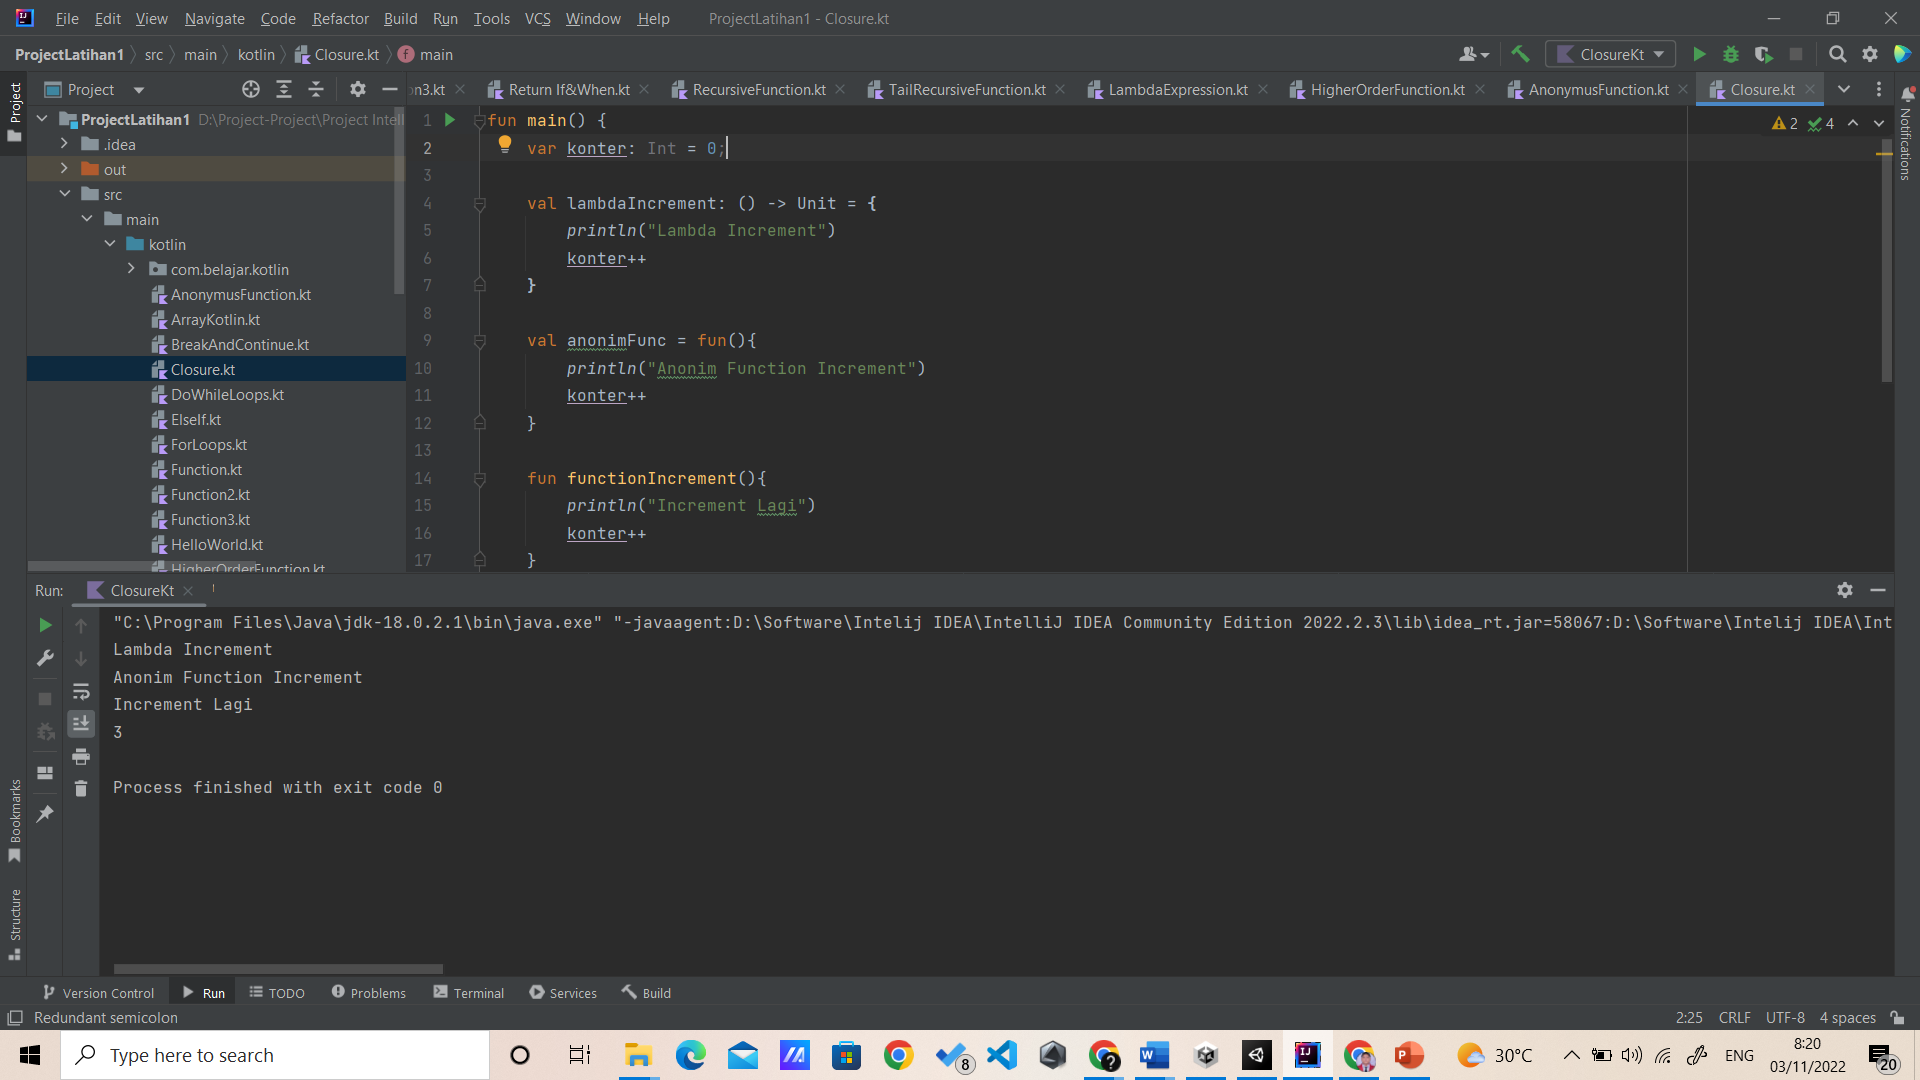 File Edit View Navigate Code Refactor Build Run Tools VCS Window Help ProjectLatihan1 - Closure.kt
ProjectLatihan1 src main kotlin Closure.kt main ClosureKt
Project on3.kt Return If&When.kt RecursiveFunction.kt TailRecursiveFunction.kt LambdaExpression.kt HigherOrderFunction.kt AnonymusFunction.kt Closure.kt
Project
Notifications
ProjectLatihan1 D:\Project-Project\Project Intell
.idea
out
src
main
kotlin
com.belajar.kotlin
AnonymusFunction.kt
ArrayKotlin.kt
BreakAndContinue.kt
Closure.kt
DoWhileLoops.kt
ElseIf.kt
ForLoops.kt
Function.kt
Function2.kt
Function3.kt
HelloWorld.kt
HigherOrderFunction.kt
2 4
1 fun main() {
2 var konter: Int = 0;
3
4 val lambdaIncrement: () -> Unit = {
5 println("Lambda Increment")
6 konter++
7 }
8
9 val anonimFunc = fun(){
10 println("Anonim Function Increment")
11 konter++
12 }
13
14 fun functionIncrement(){
15 println("Increment Lagi")
16 konter++
17 }
Run: ClosureKt
"C:\Program Files\Java\jdk-18.0.2.1\bin\java.exe" "-javaagent:D:\Software\Intelij IDEA\IntelliJ IDEA Community Edition 2022.2.3\lib\idea_rt.jar=58067:D:\Software\Intelij IDEA\Int
Lambda Increment
Anonim Function Increment
Increment Lagi
3
Process finished with exit code 0
Bookmarks
Structure
Version Control Run TODO Problems Terminal Services Build
Redundant semicolon 2:25 CRLF UTF-8 4 spaces
Type here to search 8 30°C ENG 8:20
03/11/2022 20